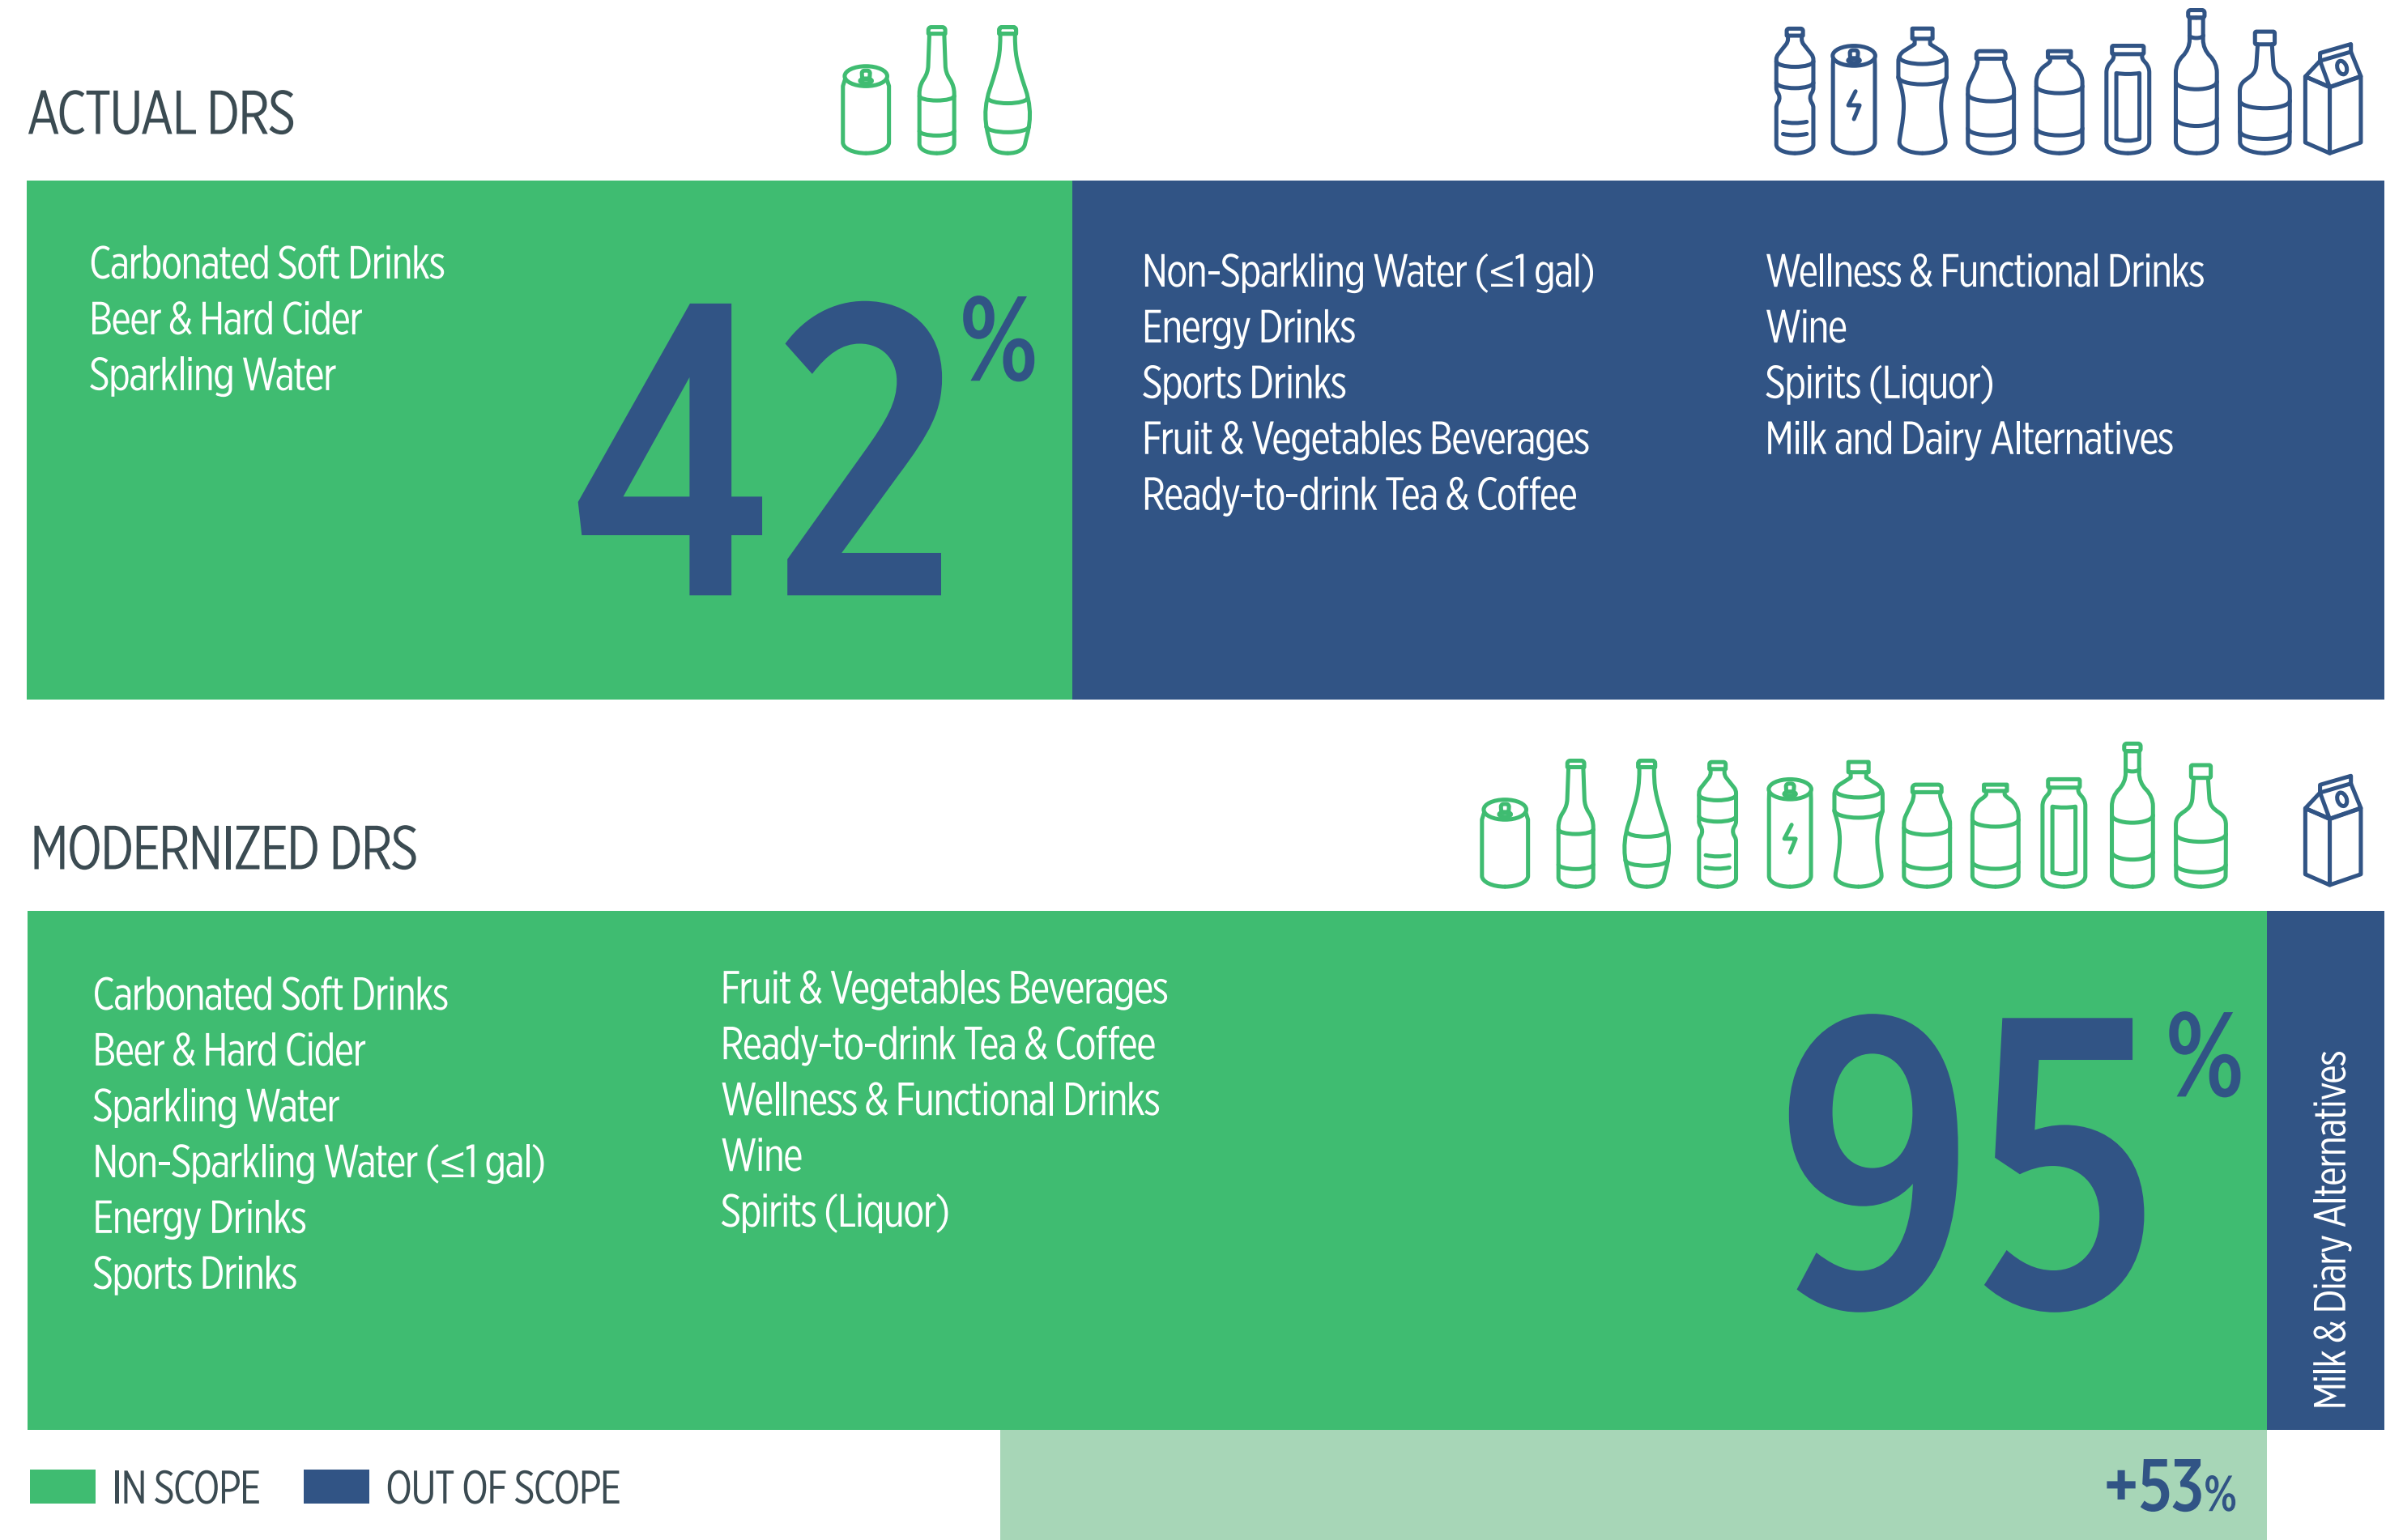 ACTUAL DRS
Carbonated Soft Drinks
Beer & Hard Cider
Sparkling Water
42%
Non-Sparkling Water (≤1 gal)
Energy Drinks
Sports Drinks
Fruit & Vegetables Beverages
Ready-to-drink Tea & Coffee
Wellness & Functional Drinks
Wine
Spirits (Liquor)
Milk and Dairy Alternatives
MODERNIZED DRS
Carbonated Soft Drinks
Beer & Hard Cider
Sparkling Water
Non-Sparkling Water (≤1 gal)
Energy Drinks
Sports Drinks
Fruit & Vegetables Beverages
Ready-to-drink Tea & Coffee
Wellness & Functional Drinks
Wine
Spirits (Liquor)
95%
Milk & Diary Alternatives
IN SCOPE
OUT OF SCOPE
+53%